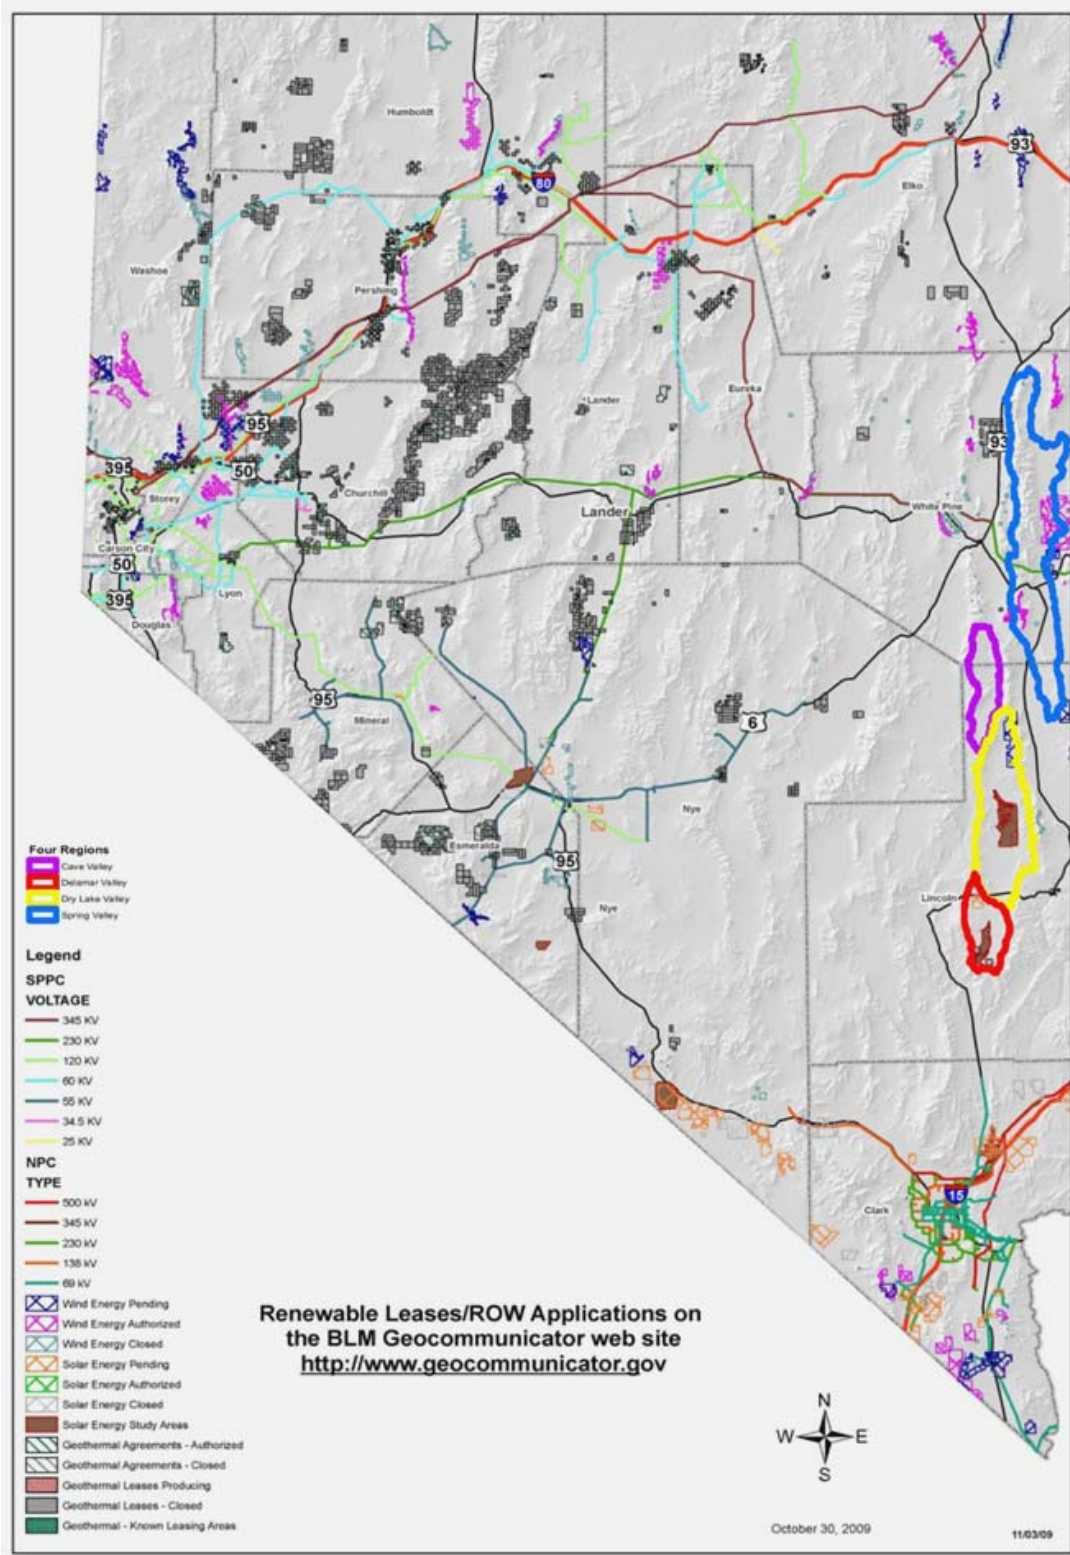 Humboldt
93
80
Elko
Washoe
Pershing
Lander
Eureka
95
93
395
50
Storey
Churchill
Lander
White Pine
Carson City
50
Lyon
395
Douglas
95
Mineral
6
Nye
Esmeralda
95
Lincoln
Nye
15
Clark
Four Regions
Cave Valley
Delamar Valley
Dry Lake Valley
Spring Valley
Legend
SPPC
VOLTAGE
345 KV
230 KV
120 KV
60 KV
55 KV
34.5 KV
25 KV
NPC
TYPE
500 kV
345 kV
230 kV
138 kV
69 kV
Wind Energy Pending
Wind Energy Authorized
Wind Energy Closed
Solar Energy Pending
Solar Energy Authorized
Solar Energy Closed
Solar Energy Study Areas
Geothermal Agreements - Authorized
Geothermal Agreements - Closed
Geothermal Leases Producing
Geothermal Leases - Closed
Geothermal - Known Leasing Areas
Renewable Leases/ROW Applications on
the BLM Geocommunicator web site
http://www.geocommunicator.gov
N
W E
S
October 30, 2009
11/03/09